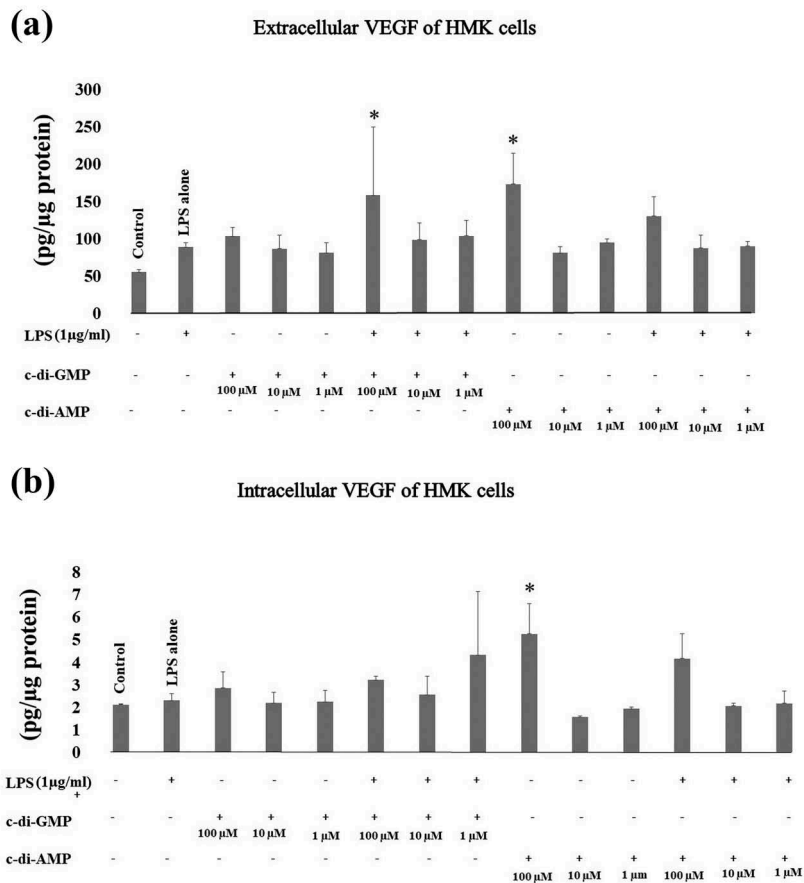 (a)
Extracellular VEGF of HMK cells
(pg/µg protein)
300
250
200
150
100
50
0
Control
LPS alone
*
*
LPS (1µg/ml) - + - - - + + + - - - + + +
c-di-GMP - - + + + + + + - - - - - -
100 µM 10 µM 1 µM 100 µM 10 µM 1 µM
c-di-AMP - - - - - - - - + + + + + +
100 µM 10 µM 1 µM 100 µM 10 µM 1 µM
(b)
Intracellular VEGF of HMK cells
(pg/µg protein)
8
7
6
5
4
3
2
1
0
Control
LPS alone
*
LPS (1µg/ml) - + - - - + + + - - - + + +
+
c-di-GMP - - + + + + + + - - - - - -
100 µM 10 µM 1 µM 100 µM 10 µM 1 µM
c-di-AMP - - - - - - - - + + + + + +
100 µM 10 µM 1 µm 100 µM 10 µM 1 µM